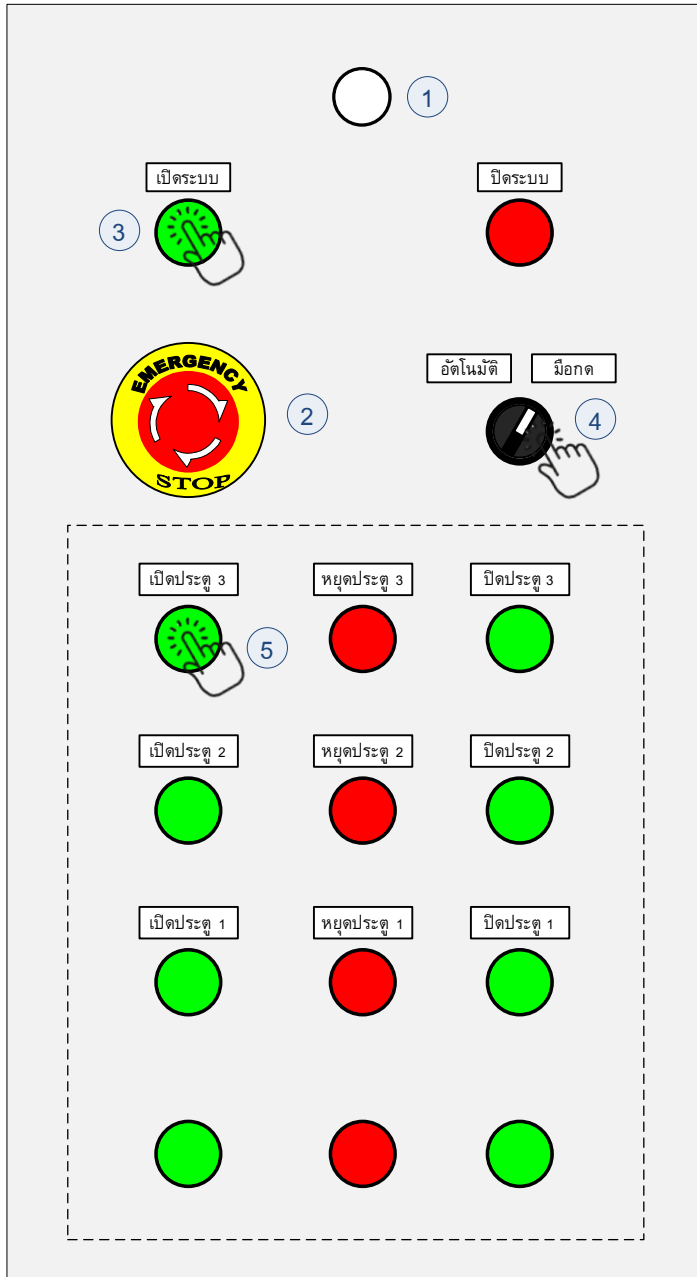 1
เปิดระบบ
ปิดระบบ
3
EMERGENCY
STOP
2
อัตโนมัติ
มือกด
4
เปิดประตู 3
หยุดประตู 3
ปิดประตู 3
5
เปิดประตู 2
หยุดประตู 2
ปิดประตู 2
เปิดประตู 1
หยุดประตู 1
ปิดประตู 1